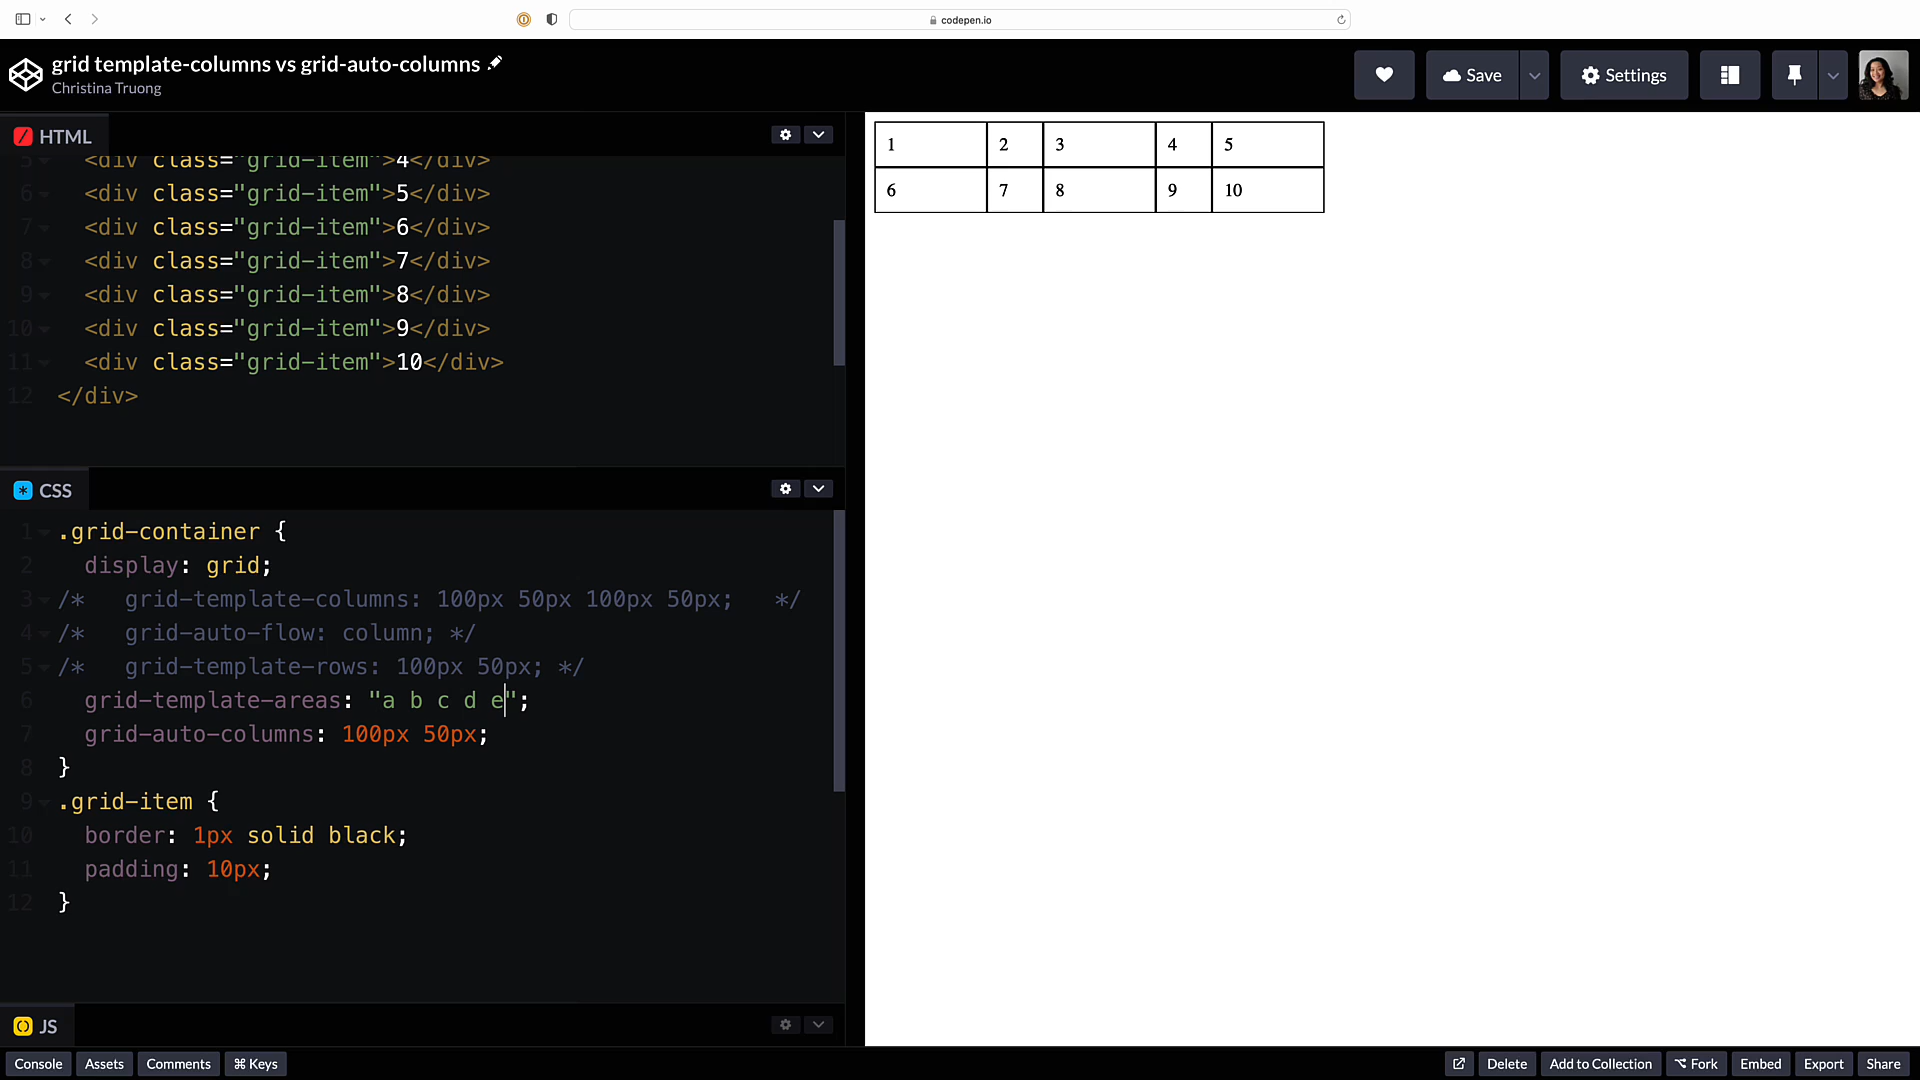 codepen.io
grid template-columns vs grid-auto-columns
Christina Truong
Save
Settings
HTML
5 <div class="grid-item">4</div>
6 <div class="grid-item">5</div>
7 <div class="grid-item">6</div>
8 <div class="grid-item">7</div>
9 <div class="grid-item">8</div>
10 <div class="grid-item">9</div>
11 <div class="grid-item">10</div>
12 </div>
CSS
1 .grid-container {
2 display: grid;
3 /* grid-template-columns: 100px 50px 100px 50px; */
4 /* grid-auto-flow: column; */
5 /* grid-template-rows: 100px 50px; */
6 grid-template-areas: "a b c d e";
7 grid-auto-columns: 100px 50px;
8 }
9 .grid-item {
10 border: 1px solid black;
11 padding: 10px;
12 }
JS
1 2 3 4 5
6 7 8 9 10
Console Assets Comments ⌘ Keys
Delete Add to Collection ⌥ Fork Embed Export Share